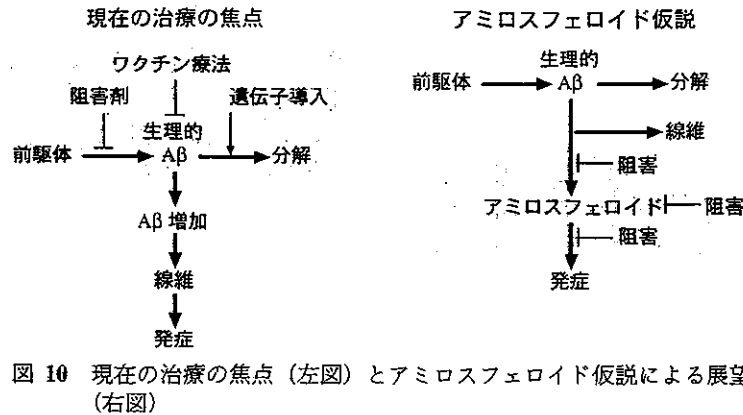 現在の治療の焦点
ワクチン療法
阻害剤
遺伝子導入
生理的
前駆体
Aβ
分解
Aβ 増加
線維
発症
アミロスフェロイド仮説
生理的
前駆体
Aβ
分解
線維
阻害
アミロスフェロイド
阻害
阻害
発症
図 10 現在の治療の焦点（左図）とアミロスフェロイド仮説による展望
（右図）